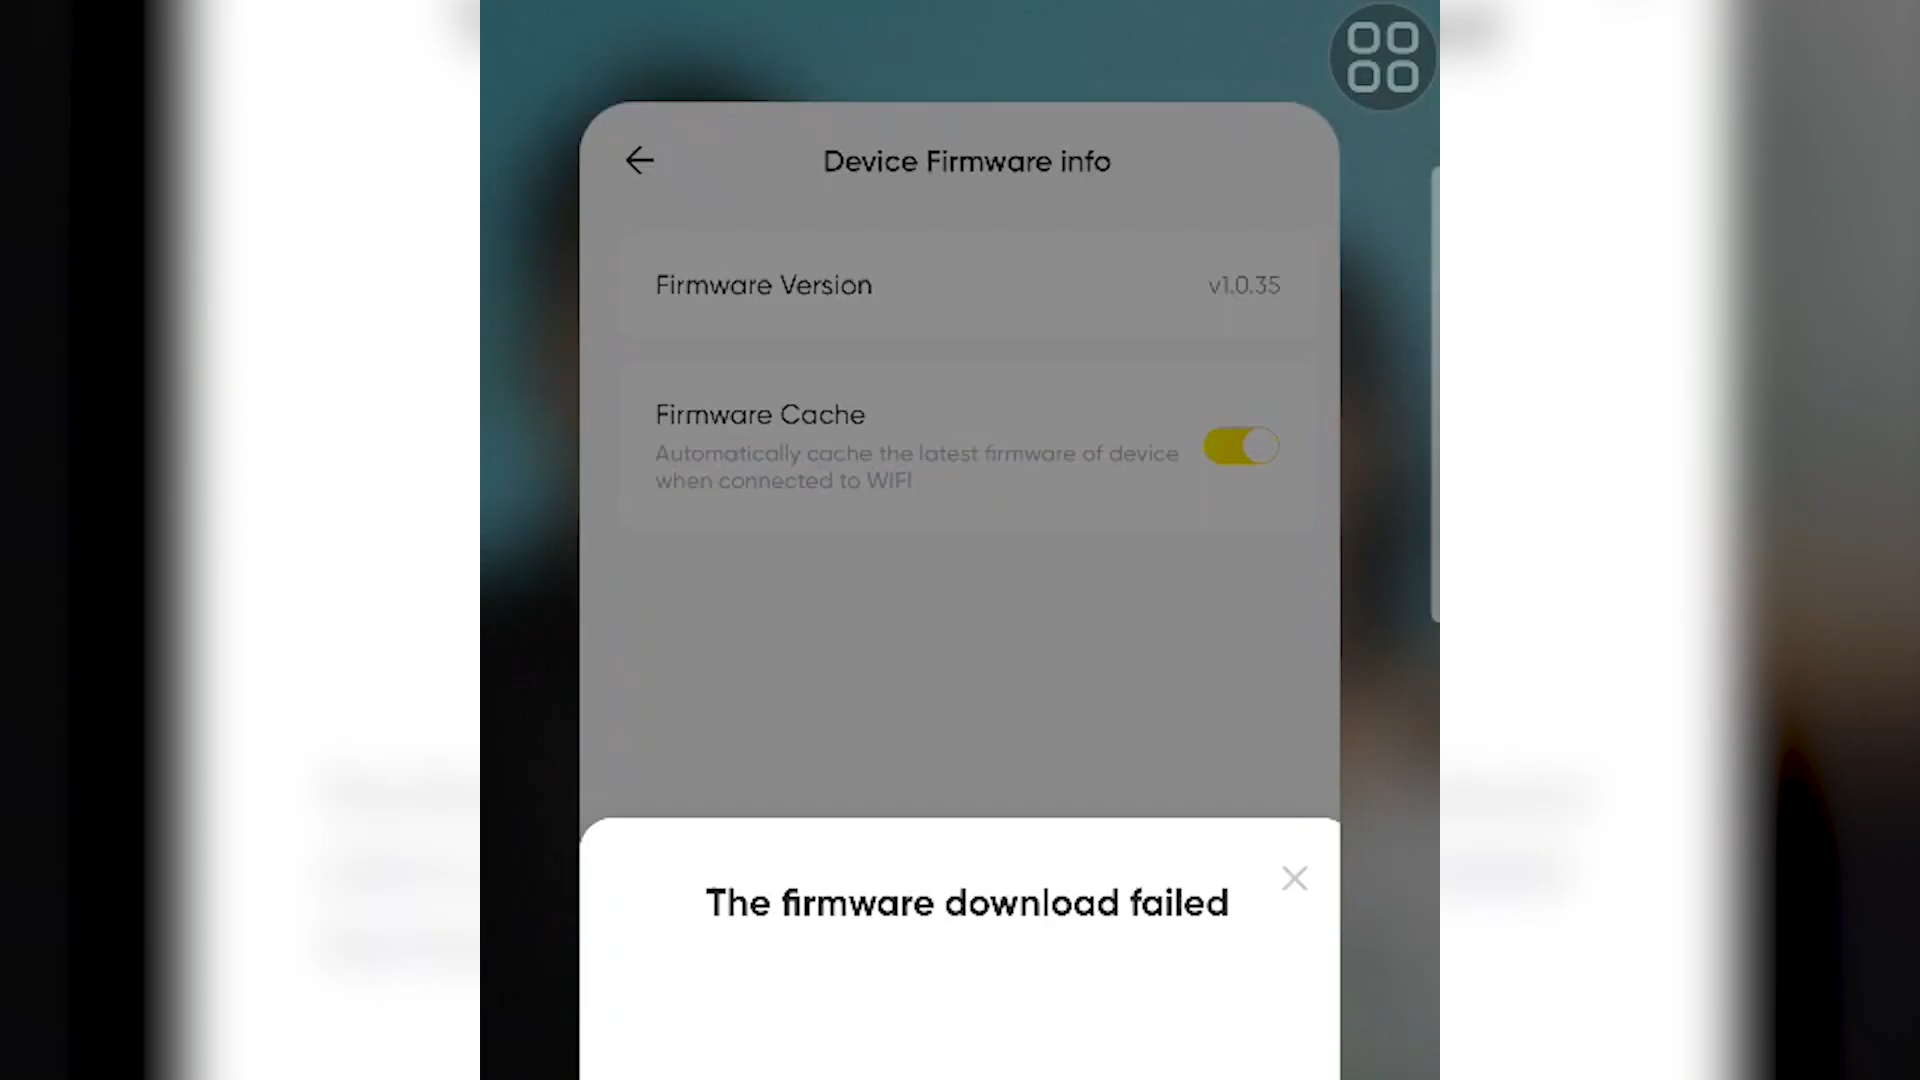 Device Firmware info
Firmware Version
v1.0.35
Firmware Cache
Automatically cache the latest firmware of device
when connected to WIFI
The firmware download failed